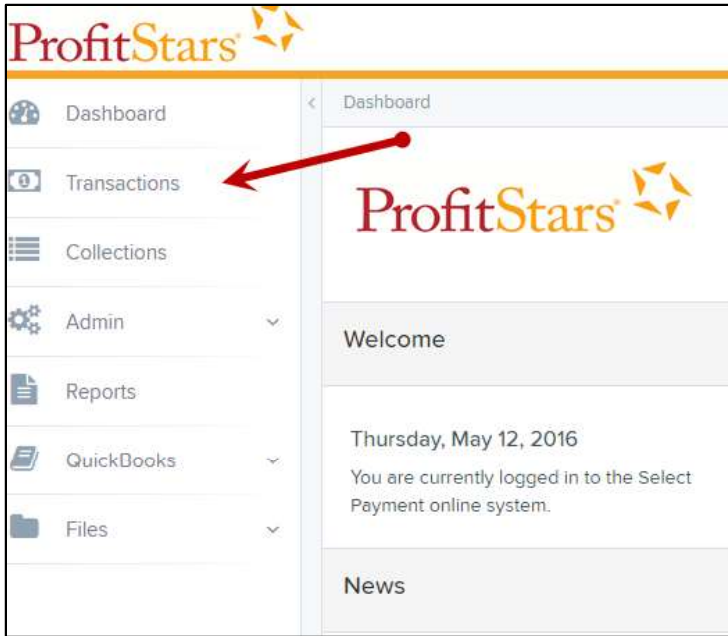 ProfitStars
Dashboard
Transactions
Collections
Admin
Reports
QuickBooks
Files
Dashboard
ProfitStars
Welcome
Thursday, May 12, 2016
You are currently logged in to the Select
Payment online system.
News